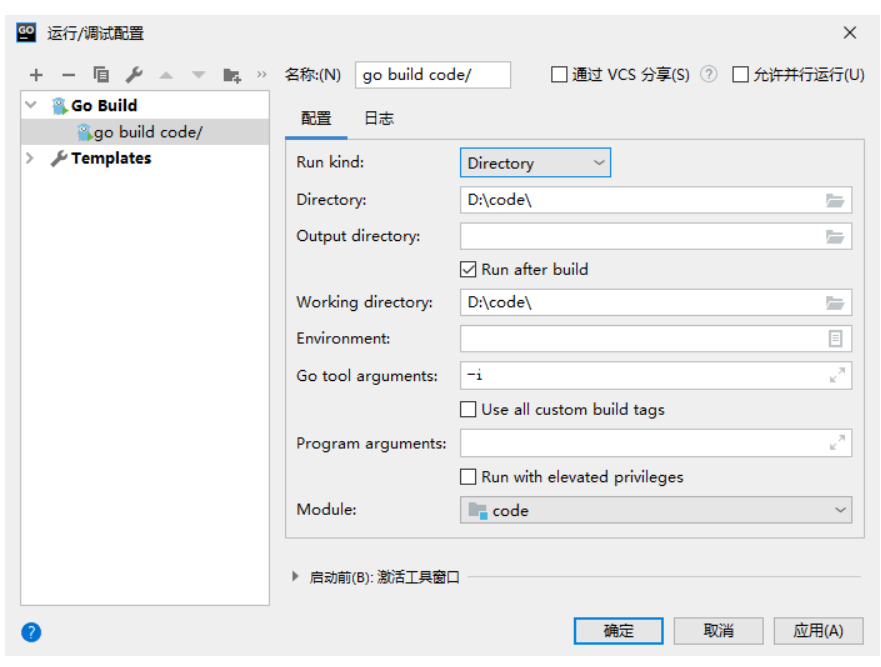 GO 运行/调试配置
名称:(N) go build code/ 通过 VCS 分享(S) ? 允许并行运行(U)
Go Build
go build code/
Templates
配置 日志
Run kind: Directory
Directory: D:\code\
Output directory:
Run after build
Working directory: D:\code\
Environment:
Go tool arguments: -i
Use all custom build tags
Program arguments:
Run with elevated privileges
Module: code
启动前(B): 激活工具窗口
? 确定 取消 应用(A)